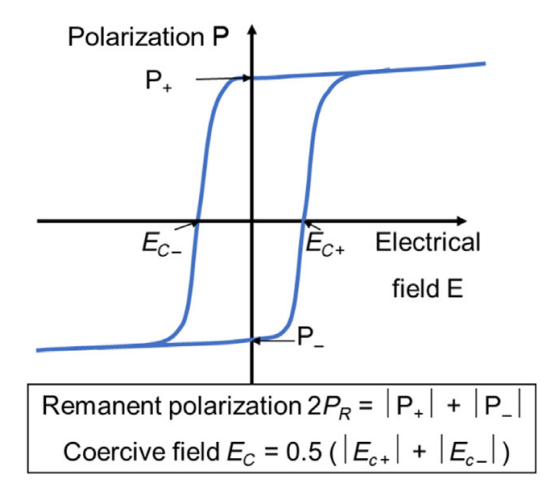 Polarization P
P₊
E_C− E_C+ Electrical
field E
P₋
Remanent polarization 2P_R = |P₊| + |P₋|
Coercive field E_C = 0.5 (|E_c+| + |E_c−|)